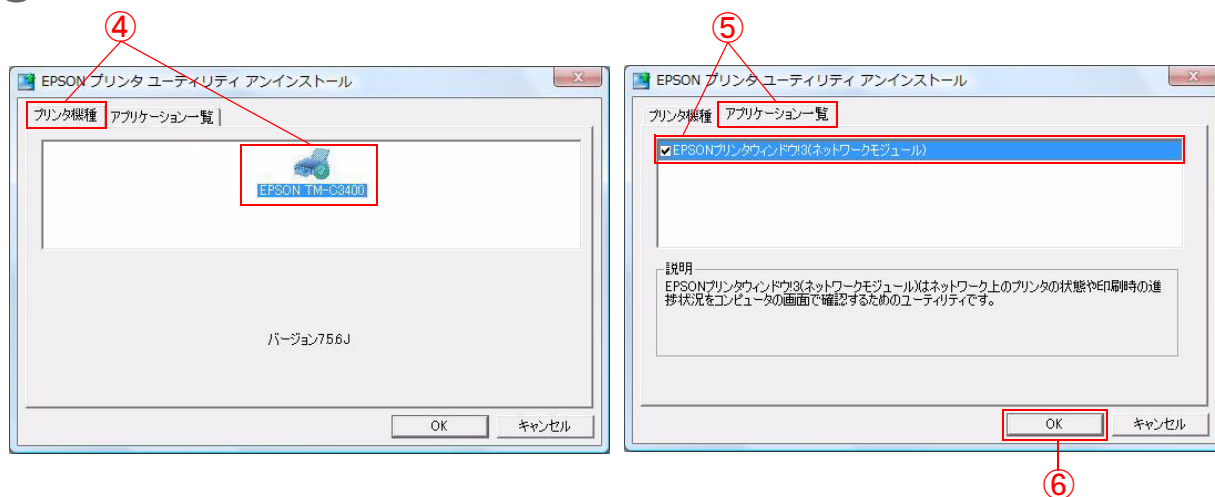 ④
EPSON プリンタ ユーティリティ アンインストール
プリンタ機種 アプリケーション一覧
EPSON TM-C3400
バージョン7.5.6J
OK キャンセル
⑤
EPSON プリンタ ユーティリティ アンインストール
プリンタ機種 アプリケーション一覧
EPSONプリンタウィンドウ!3(ネットワークモジュール)
説明
EPSONプリンタウィンドウ!3(ネットワークモジュール)はネットワーク上のプリンタの状態や印刷時の進
捗状況をコンピュータの画面で確認するためのユーティリティです。
OK キャンセル
⑥